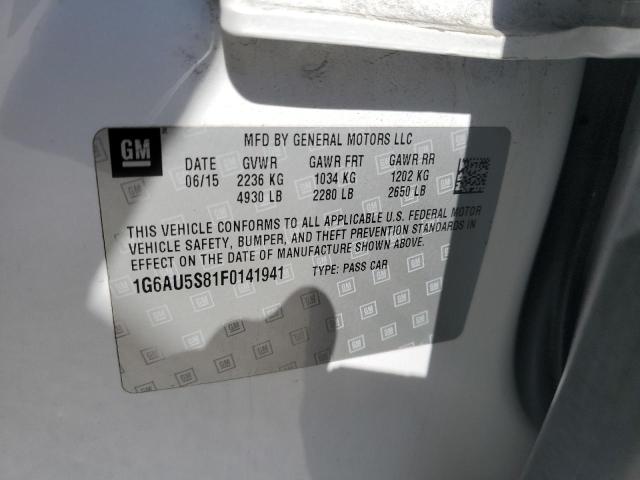 GM
MFD BY GENERAL MOTORS LLC
DATE GVWR GAWR FRT GAWR RR
06/15 2236 KG 1034 KG 1202 KG
4930 LB 2280 LB 2650 LB
THIS VEHICLE CONFORMS TO ALL APPLICABLE U.S. FEDERAL MOTOR
VEHICLE SAFETY, BUMPER, AND THEFT PREVENTION STANDARDS IN
EFFECT ON THE DATE OF MANUFACTURE SHOWN ABOVE.
1G6AU5S81F0141941 TYPE: PASS CAR